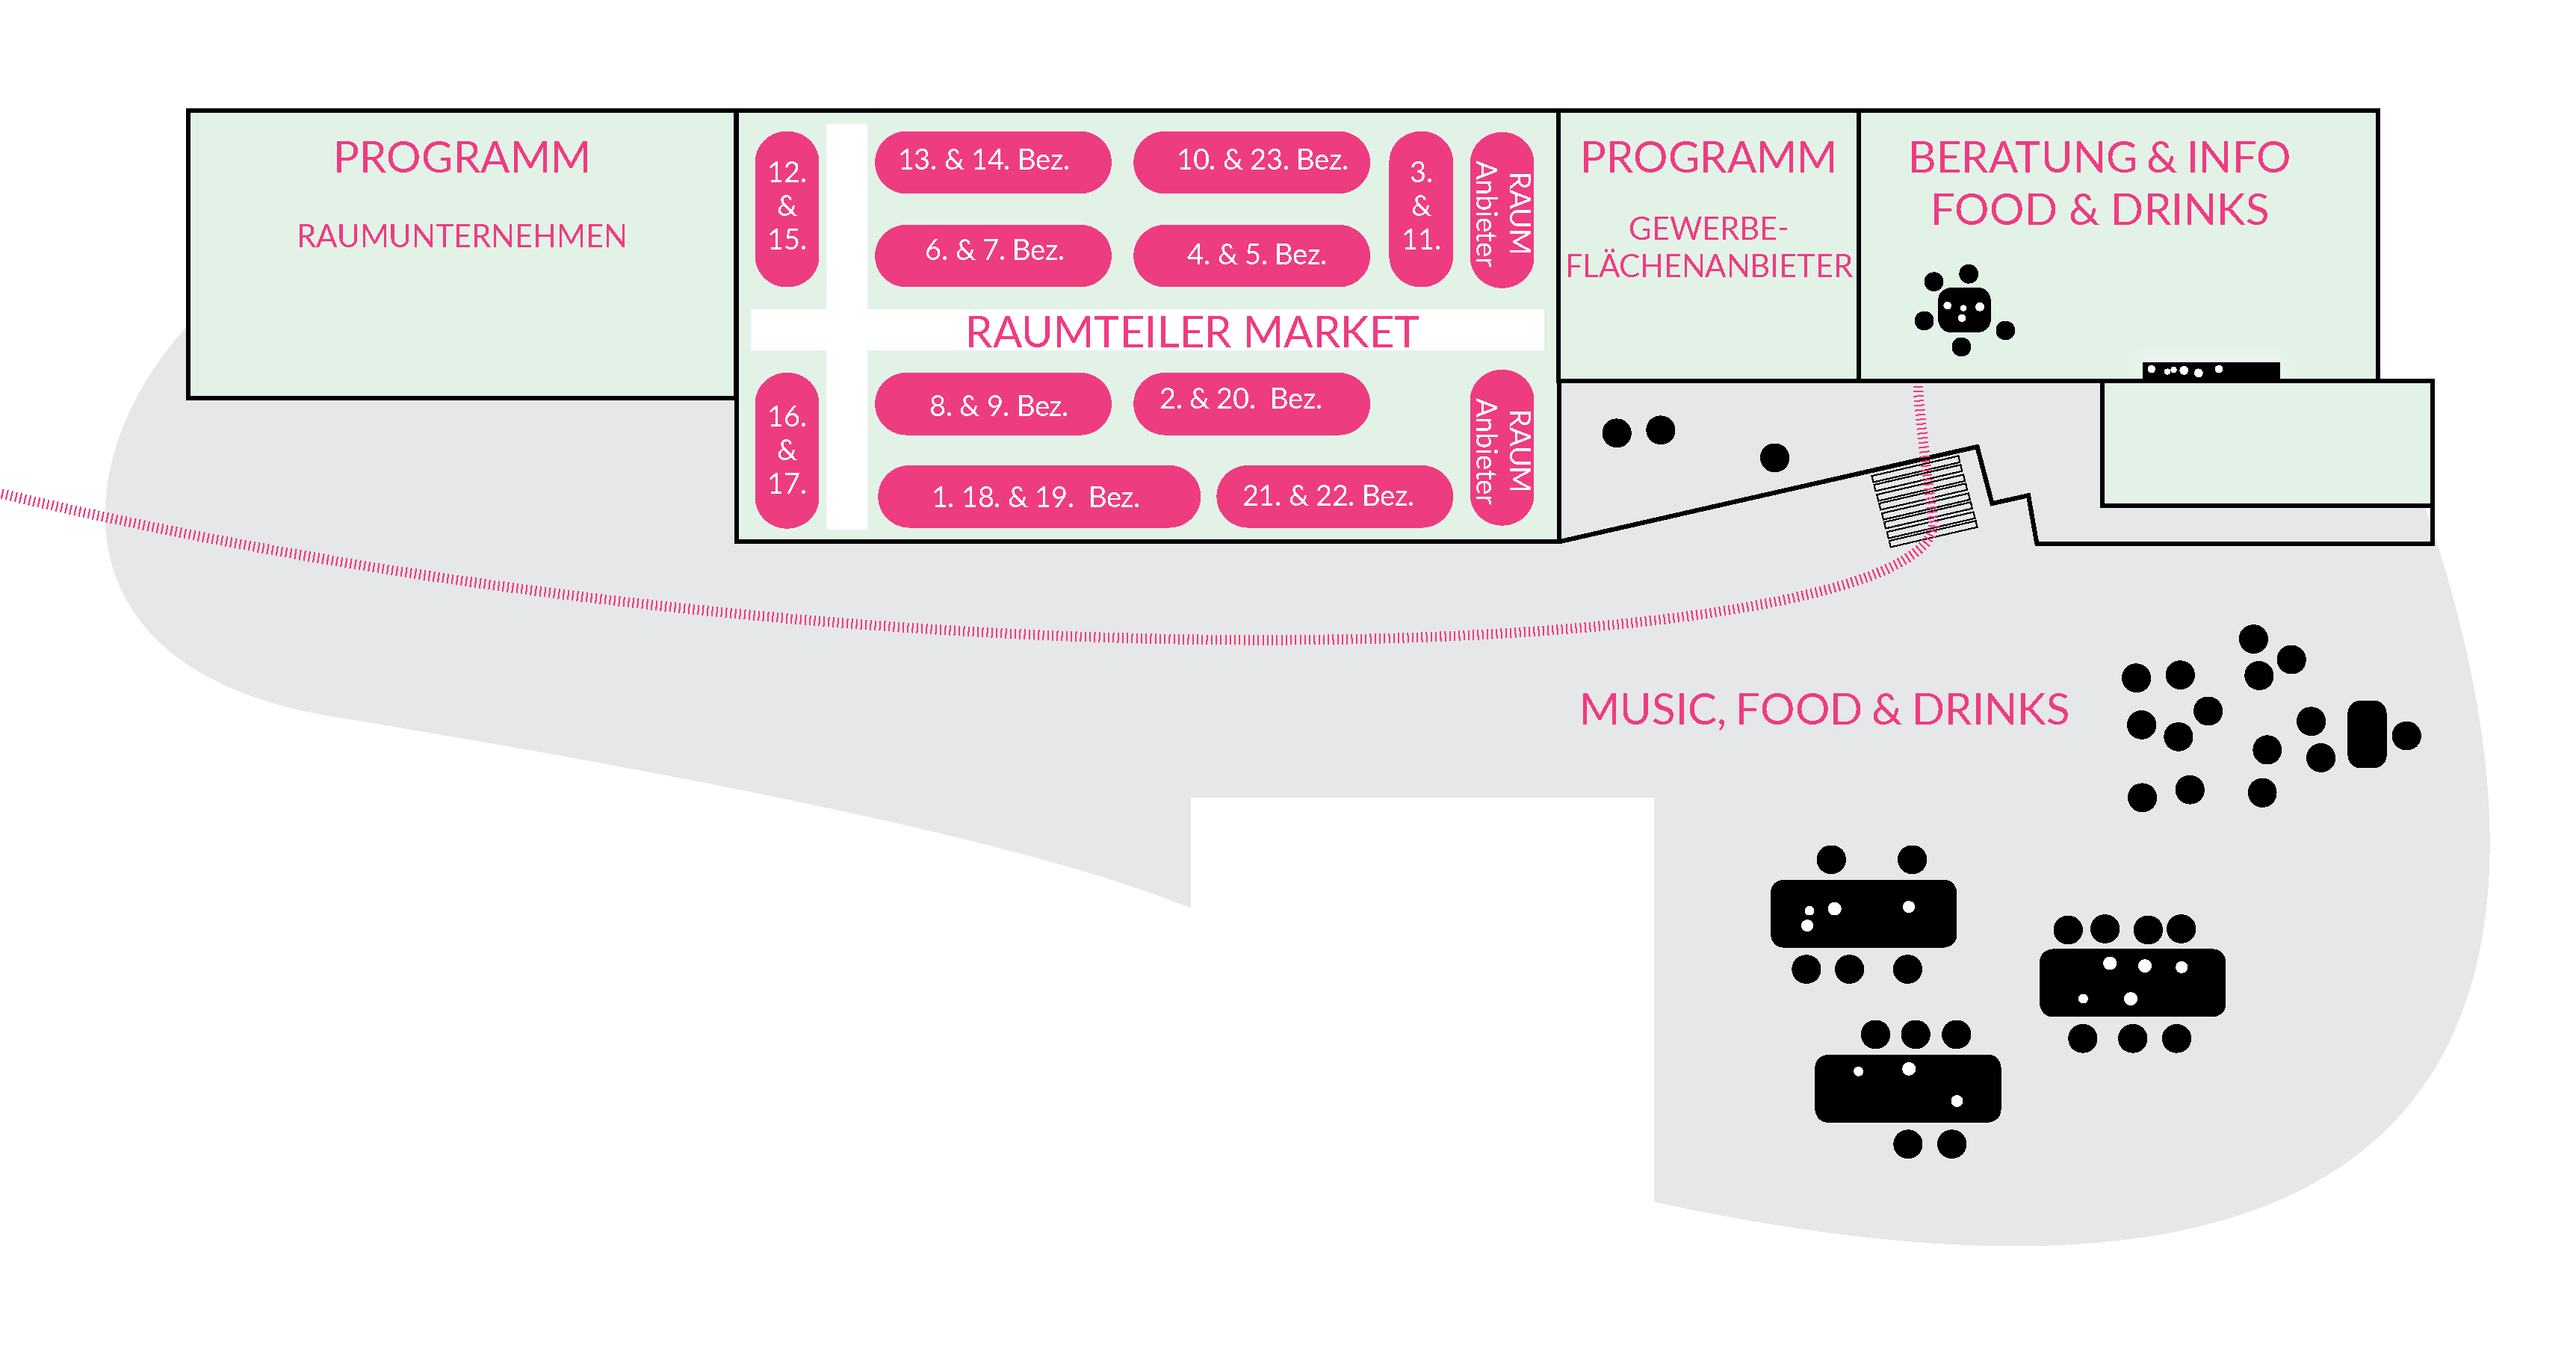 PROGRAMM
RAUMUNTERNEHMEN
12.
&
15.
13. & 14. Bez.
10. & 23. Bez.
3.
&
11.
RAUM
Anbieter
6. & 7. Bez.
4. & 5. Bez.
RAUMTEILER MARKET
16.
&
17.
8. & 9. Bez.
2. & 20. Bez.
RAUM
Anbieter
1. 18. & 19. Bez.
21. & 22. Bez.
PROGRAMM
GEWERBE-
FLÄCHENANBIETER
BERATUNG & INFO
FOOD & DRINKS
MUSIC, FOOD & DRINKS